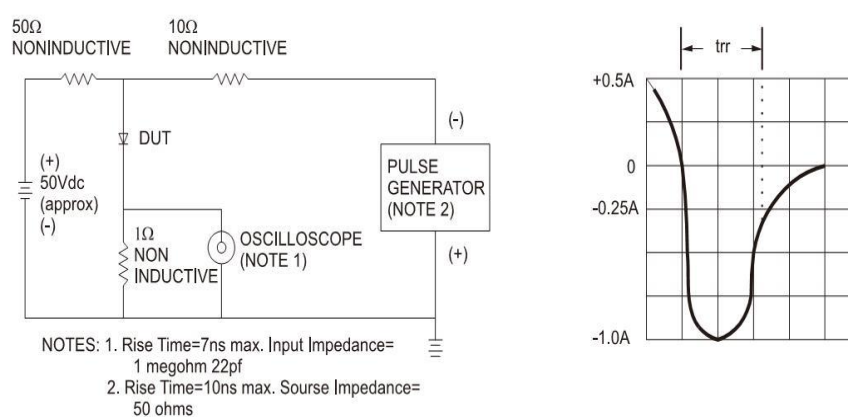 50Ω
NONINDUCTIVE
10Ω
NONINDUCTIVE
DUT
(+)
50Vdc
(approx)
(-)
1Ω
NON
INDUCTIVE
OSCILLOSCOPE
(NOTE 1)
(-)
PULSE
GENERATOR
(NOTE 2)
(+)
NOTES: 1. Rise Time=7ns max. Input Impedance=
1 megohm 22pf
2. Rise Time=10ns max. Sourse Impedance=
50 ohms
trr
+0.5A
0
-0.25A
-1.0A